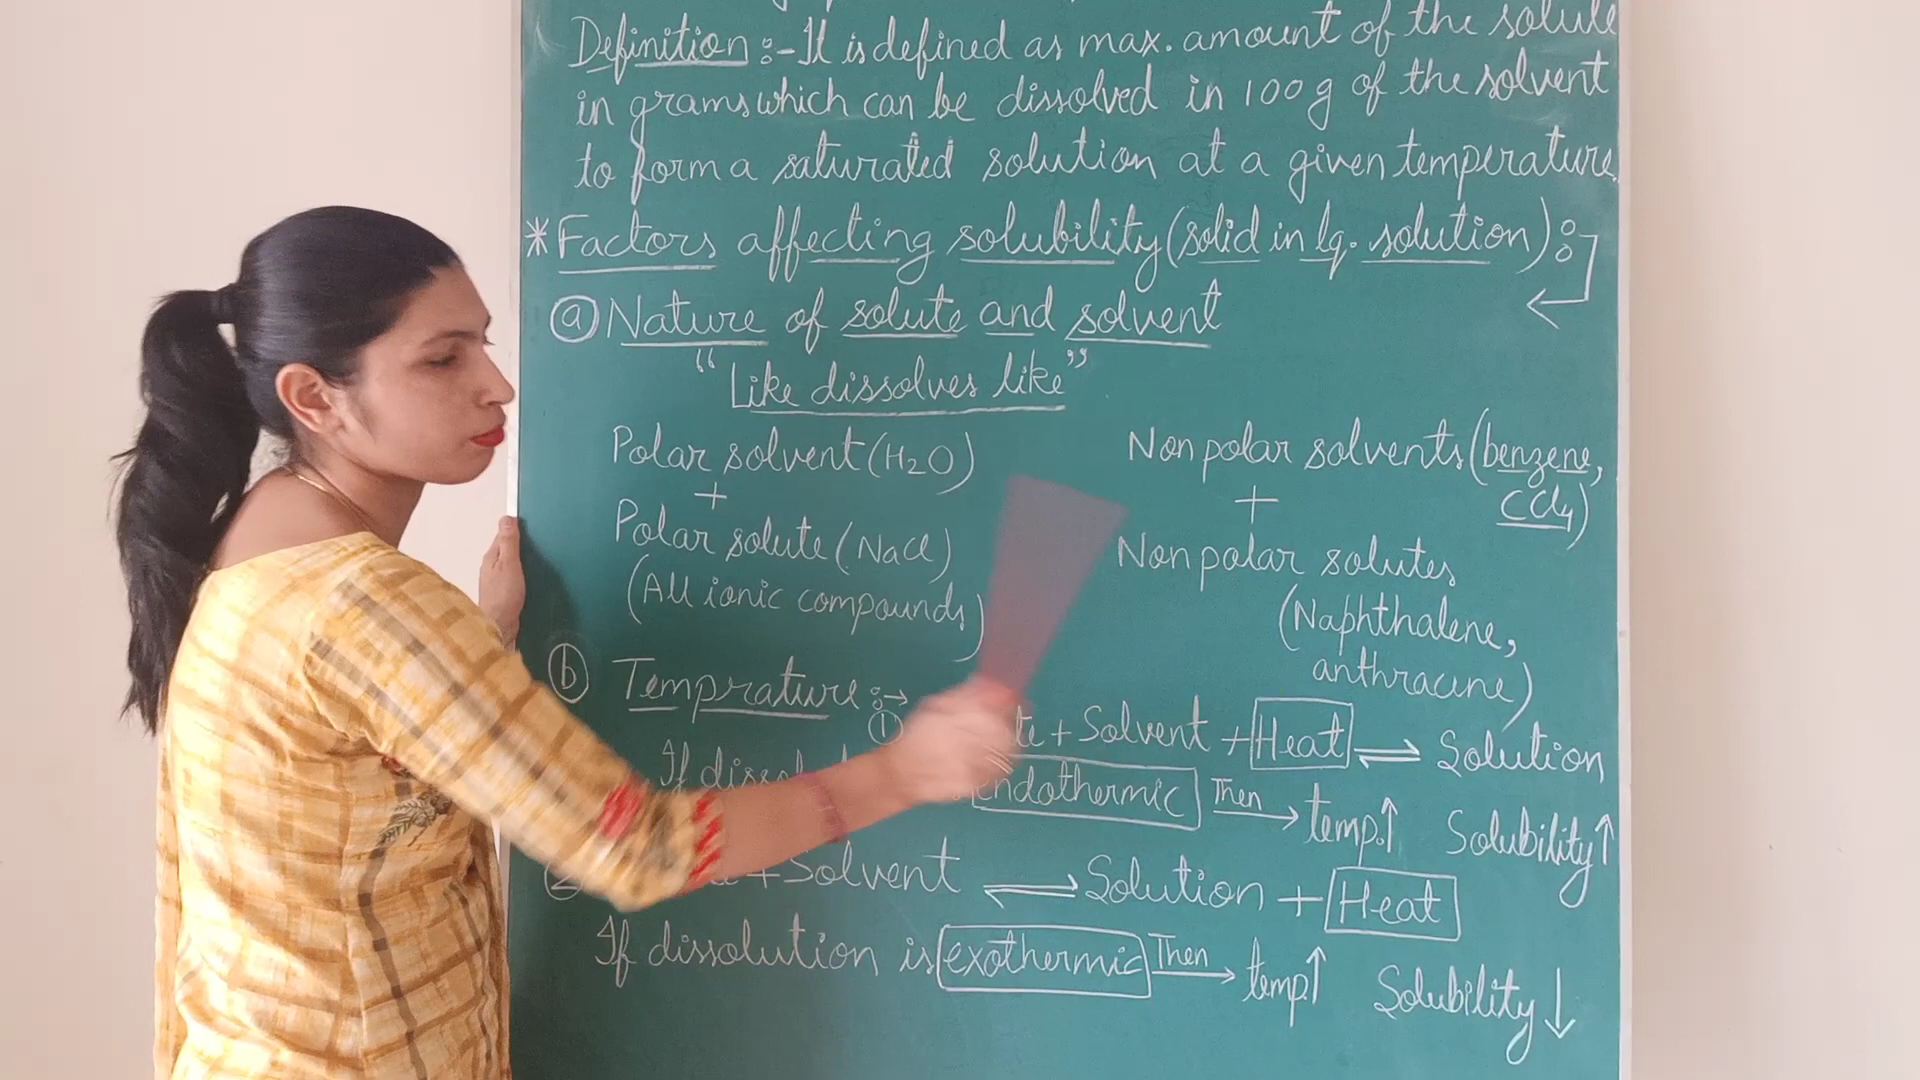 Definition :- It is defined as max. amount of the solute
in grams which can be dissolved in 100 g of the solvent
to form a saturated solution at a given temperature.
*Factors affecting solubility (solid in lq. solution) :
(a) Nature of solute and solvent
"Like dissolves like"
Polar solvent (H2O)
+
Polar solute (NaCl)
(All ionic compounds)
Non polar solvents (benzene,
CCl4)
+
Non polar solutes
(Naphthalene,
anthracene)
(b) Temprature :→
(1) + Solvent + Heat ⇌ Solution
If endothermic Then → temp.↑ Solubility↑
+ Solvent ⇌ Solution + Heat
If dissolution is exothermic Then → temp.↑ Solubility↓